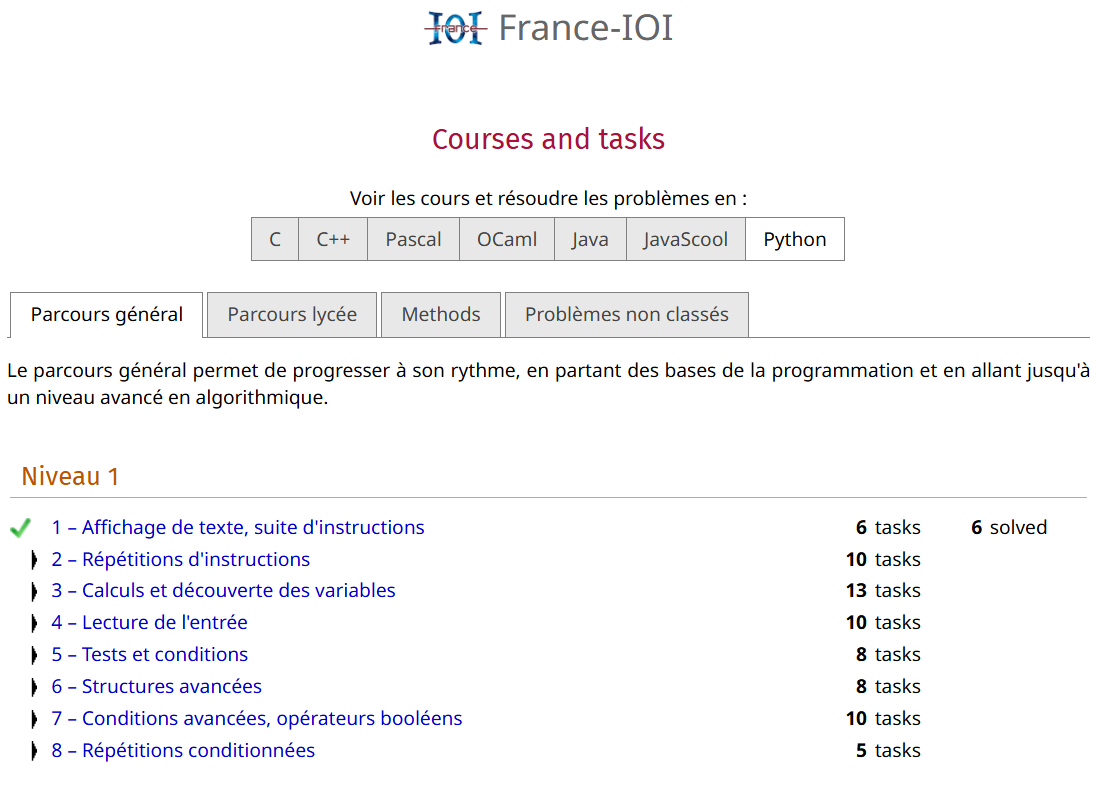 IOI
france
France-IOI
Courses and tasks
Voir les cours et résoudre les problèmes en :
C C++ Pascal OCaml Java JavaScool Python
Parcours général Parcours lycée Methods Problèmes non classés
Le parcours général permet de progresser à son rythme, en partant des bases de la programmation et en allant jusqu'à
un niveau avancé en algorithmique.
Niveau 1
1 – Affichage de texte, suite d'instructions 6 tasks 6 solved
2 – Répétitions d'instructions 10 tasks
3 – Calculs et découverte des variables 13 tasks
4 – Lecture de l'entrée 10 tasks
5 – Tests et conditions 8 tasks
6 – Structures avancées 8 tasks
7 – Conditions avancées, opérateurs booléens 10 tasks
8 – Répétitions conditionnées 5 tasks